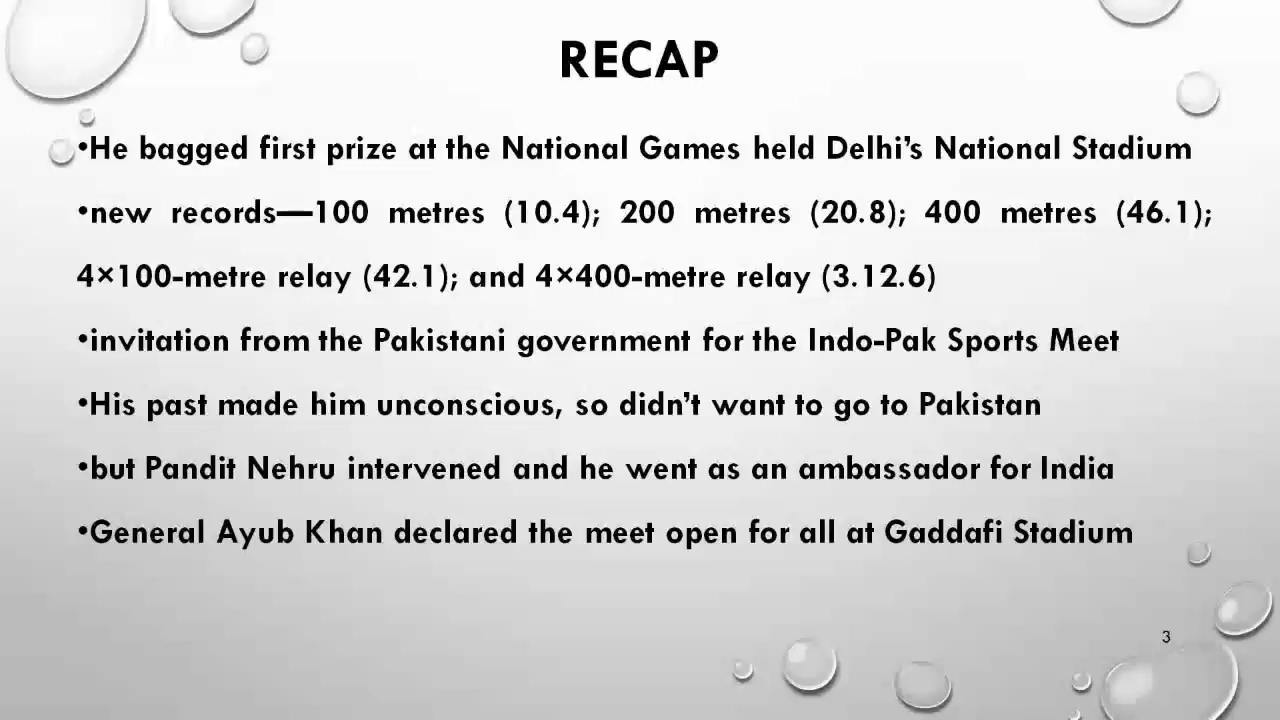 RECAP
•He bagged first prize at the National Games held Delhi’s National Stadium
•new records—100 metres (10.4); 200 metres (20.8); 400 metres (46.1);
4×100-metre relay (42.1); and 4×400-metre relay (3.12.6)
•invitation from the Pakistani government for the Indo-Pak Sports Meet
•His past made him unconscious, so didn’t want to go to Pakistan
•but Pandit Nehru intervened and he went as an ambassador for India
•General Ayub Khan declared the meet open for all at Gaddafi Stadium
3